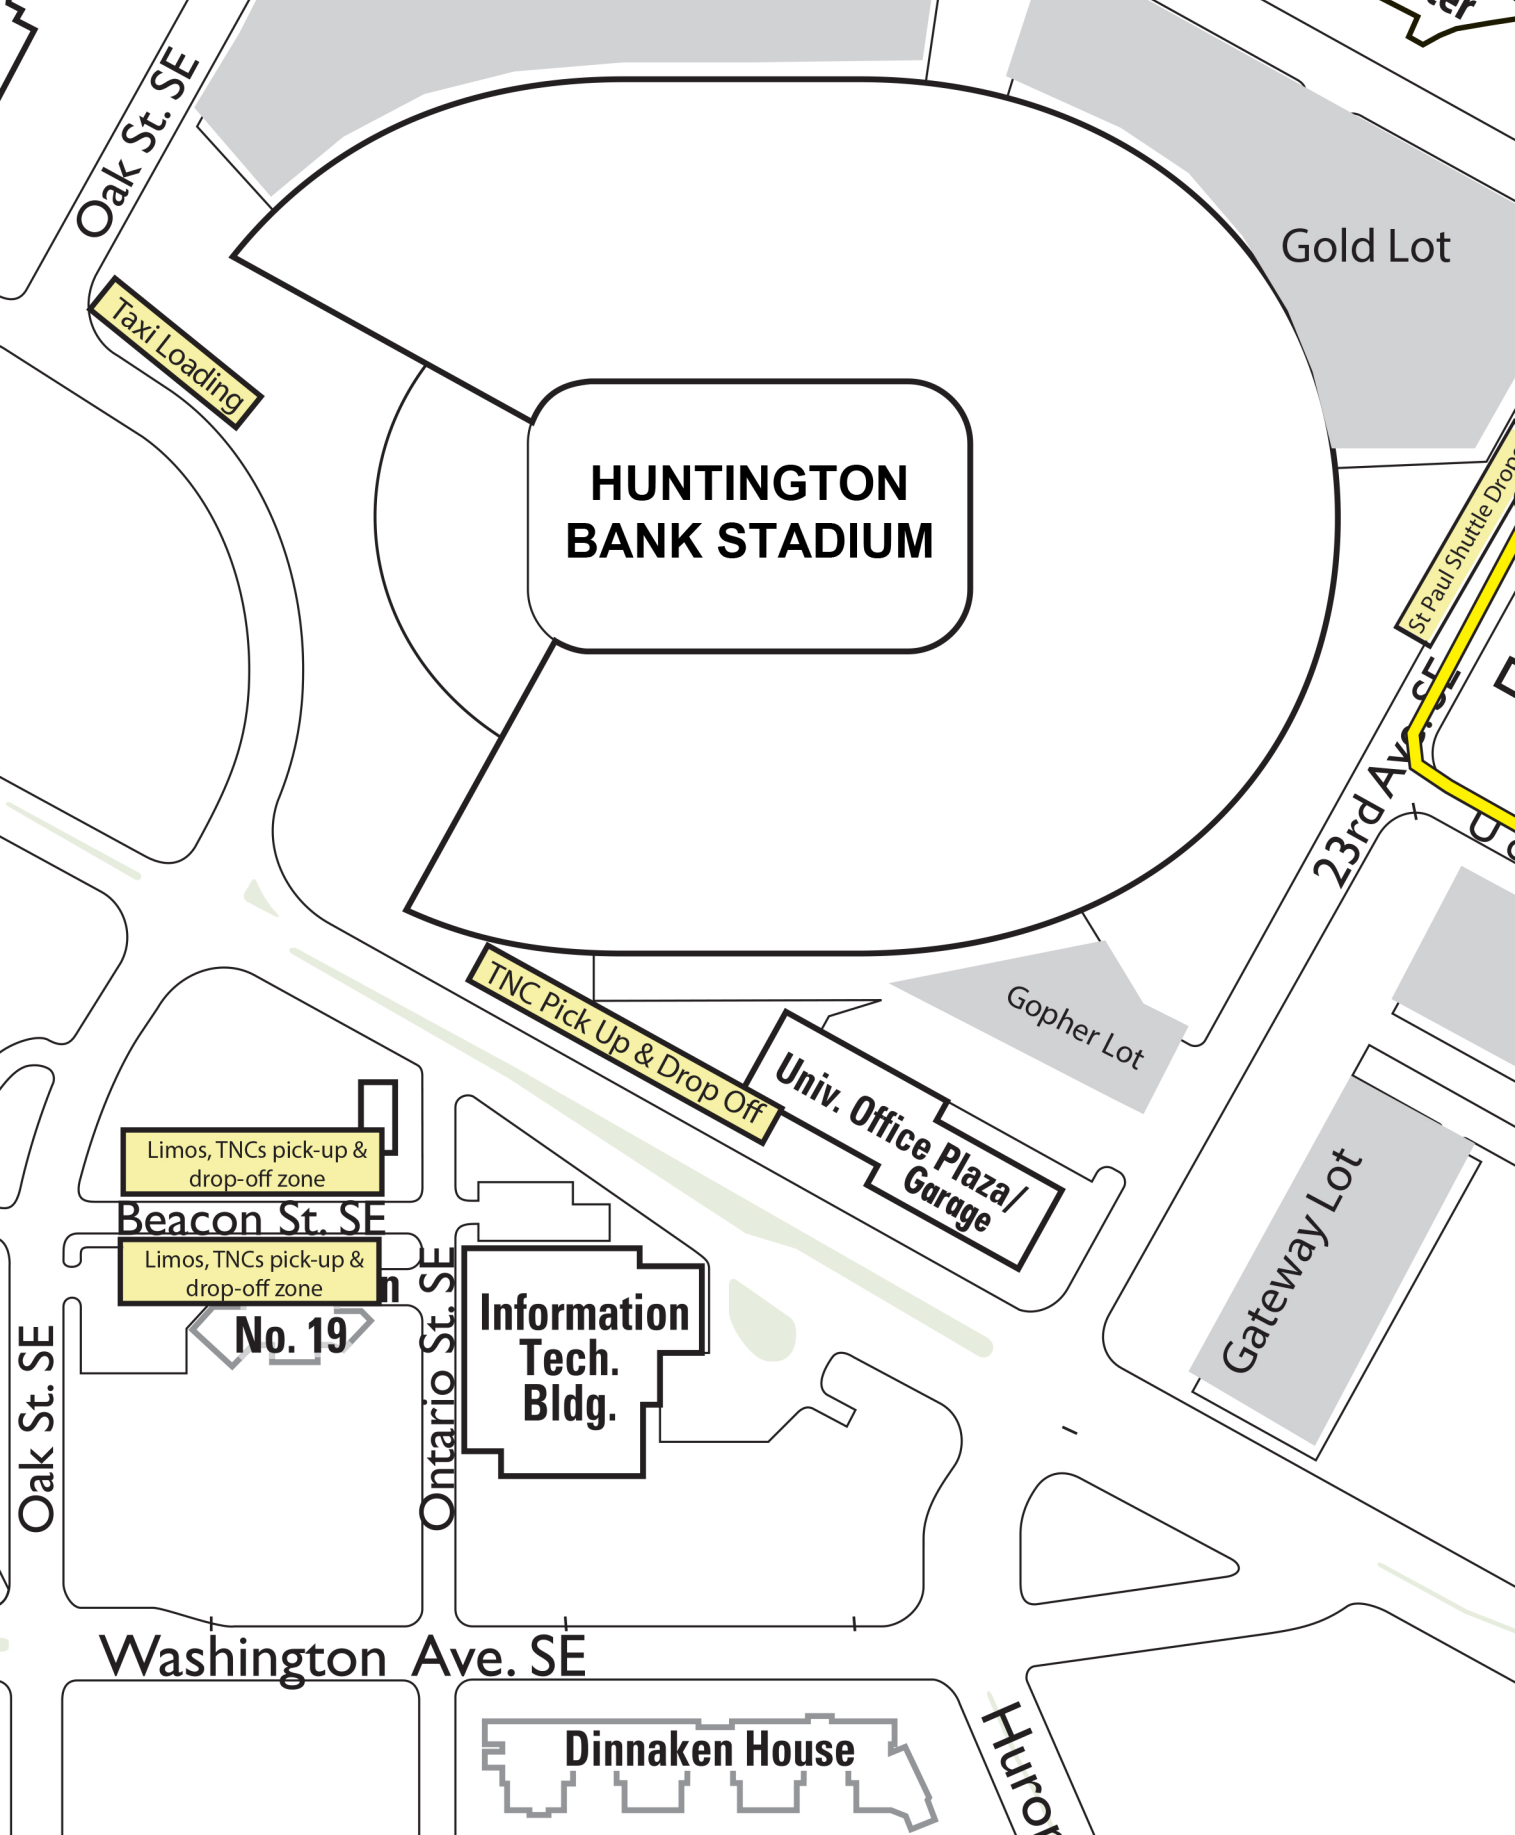 Oak St. SE
Gold Lot
Taxi Loading
HUNTINGTON
BANK STADIUM
St Paul Shuttle Drop
23rd Ave. SE
TNC Pick Up & Drop Off
Gopher Lot
Univ. Office Plaza/
Garage
Limos, TNCs pick-up &
drop-off zone
Beacon St. SE
Limos, TNCs pick-up &
drop-off zone
No. 19
Oak St. SE
Ontario St. SE
Information
Tech.
Bldg.
Gateway Lot
Washington Ave. SE
Dinnaken House
Huron